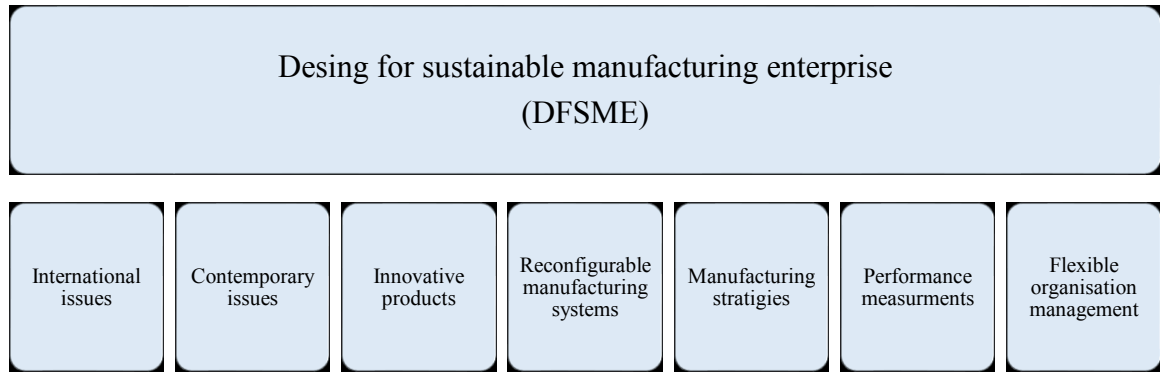 Desing for sustainable manufacturing enterprise
(DFSME)
International
issues
Contemporary
issues
Innovative
products
Reconfigurable
manufacturing
systems
Manufacturing
stratigies
Performance
measurments
Flexible
organisation
management